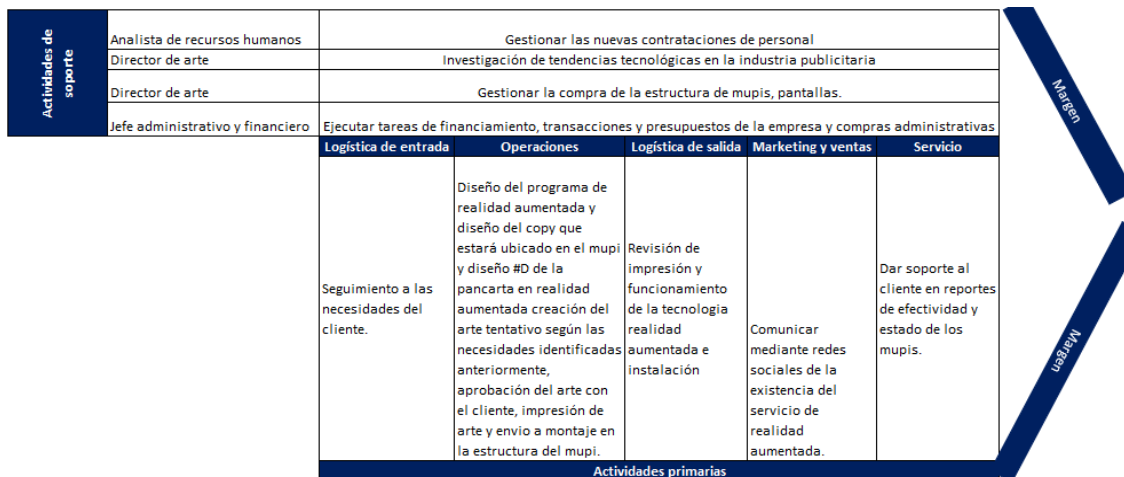 Actividades de
soporte
Analista de recursos humanos
Gestionar las nuevas contrataciones de personal
Director de arte
Investigación de tendencias tecnológicas en la industria publicitaria
Director de arte
Gestionar la compra de la estructura de mupis, pantallas.
Jefe administrativo y financiero
Ejecutar tareas de financiamiento, transacciones y presupuestos de la empresa y compras administrativas
Margen
Logística de entrada
Operaciones
Logística de salida
Marketing y ventas
Servicio
Seguimiento a las
necesidades del
cliente.
Diseño del programa de
realidad aumentada y
diseño del copy que
estará ubicado en el mupi
y diseño #D de la
pancarta en realidad
aumentada creación del
arte tentativo según las
necesidades identificadas
anteriormente,
aprobación del arte con
el cliente, impresión de
arte y envio a montaje en
la estructura del mupi.
Revisión de
impresión y
funcionamiento
de la tecnologia
realidad
aumentada e
instalación
Comunicar
mediante redes
sociales de la
existencia del
servicio de
realidad
aumentada.
Dar soporte al
cliente en reportes
de efectividad y
estado de los
mupis.
Margen
Actividades primarias